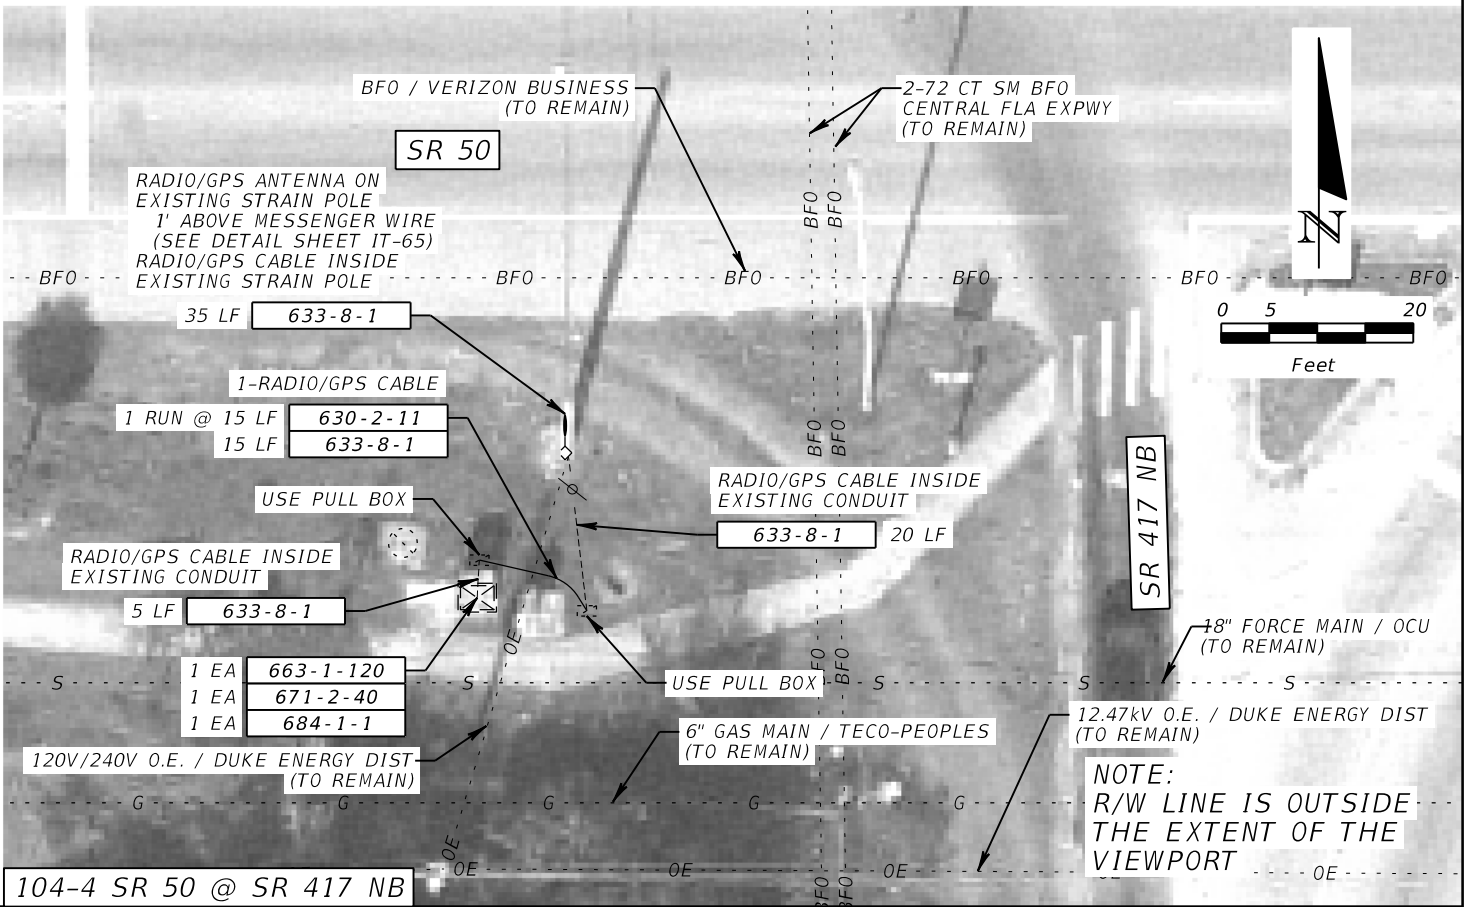 BFO / VERIZON BUSINESS
(TO REMAIN)
2-72 CT SM BFO
CENTRAL FLA EXPWY
(TO REMAIN)
SR 50
RADIO/GPS ANTENNA ON
EXISTING STRAIN POLE
1' ABOVE MESSENGER WIRE
(SEE DETAIL SHEET IT-65)
RADIO/GPS CABLE INSIDE
EXISTING STRAIN POLE
N
BFO
BFO
BFO
BFO
BFO
BFO
BFO
BFO
35 LF 633-8-1
0 5 20
Feet
1-RADIO/GPS CABLE
1 RUN @ 15 LF 630-2-11
15 LF 633-8-1
BFO
BFO
USE PULL BOX
RADIO/GPS CABLE INSIDE
EXISTING CONDUIT
633-8-1 20 LF
SR 417 NB
RADIO/GPS CABLE INSIDE
EXISTING CONDUIT
5 LF 633-8-1
OE
18" FORCE MAIN / OCU
(TO REMAIN)
1 EA 663-1-120
1 EA 671-2-40
1 EA 684-1-1
S
S
S
S
S
BFO
BFO
USE PULL BOX
6" GAS MAIN / TECO-PEOPLES
(TO REMAIN)
12.47kV O.E. / DUKE ENERGY DIST
(TO REMAIN)
120V/240V O.E. / DUKE ENERGY DIST
(TO REMAIN)
G
G
G
G
G
NOTE:
R/W LINE IS OUTSIDE
THE EXTENT OF THE
VIEWPORT
OE
OE
OE
OE
OE
BFO
BFO
104-4 SR 50 @ SR 417 NB